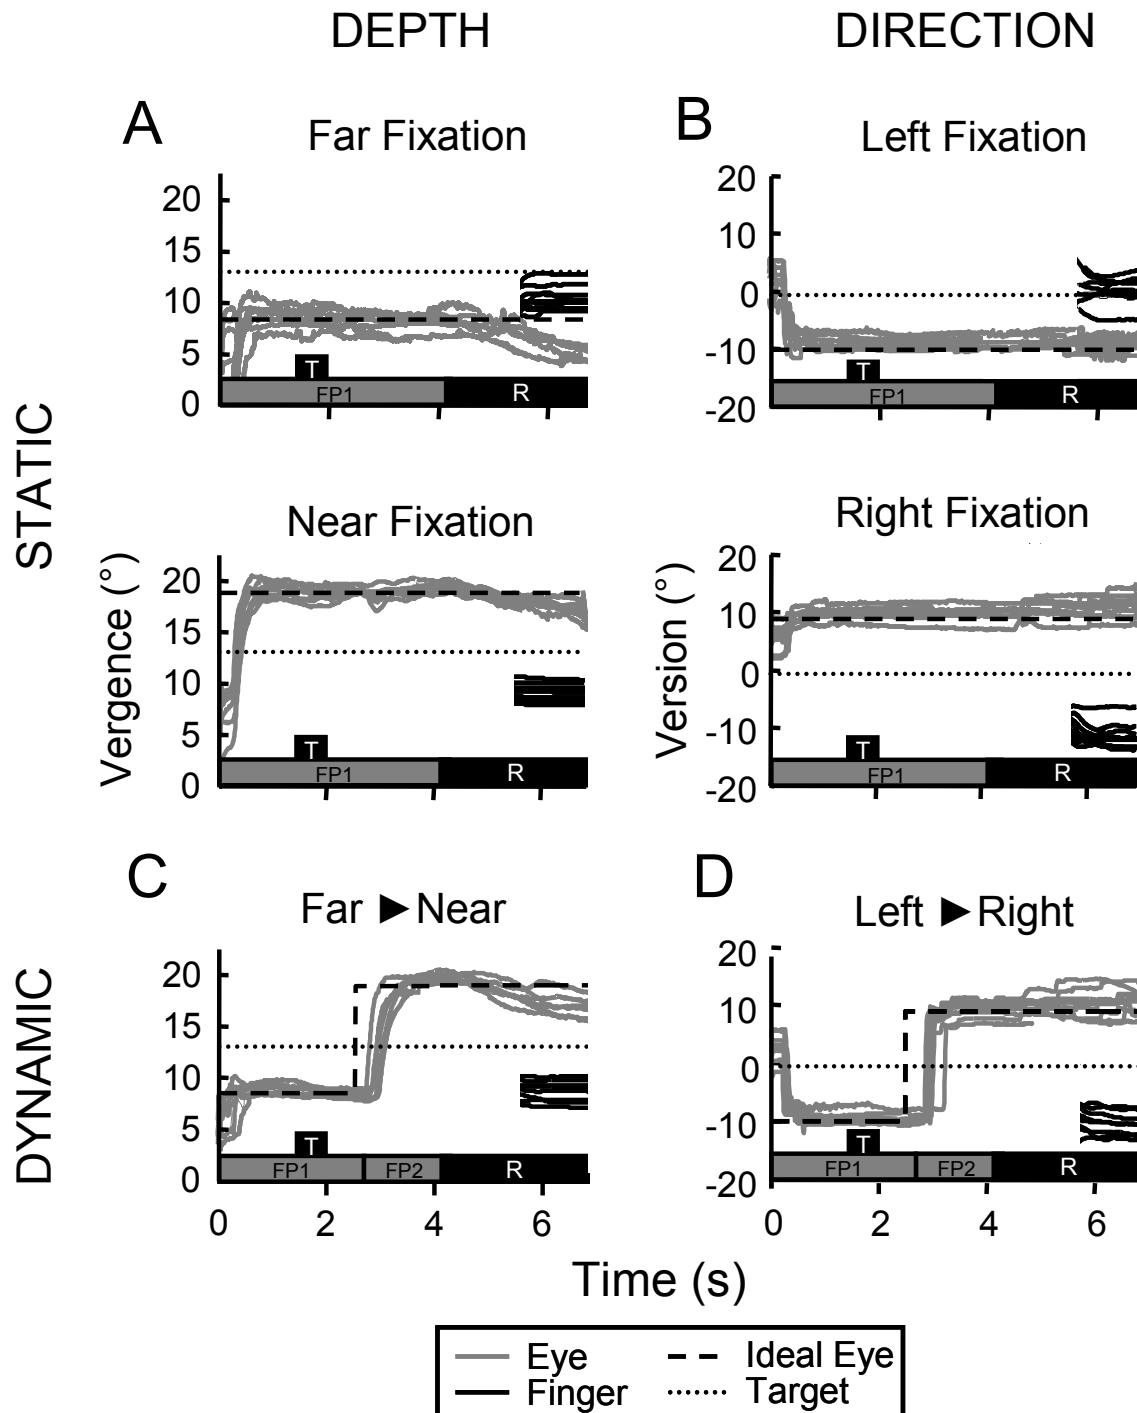 DEPTH DIRECTION
A B
Far Fixation Left Fixation
20
15
10
5
0
T
FP1 R
20
10
0
-10
-20
T
FP1 R
STATIC
Near Fixation Right Fixation
Vergence (°)
20
15
10
5
0
T
FP1 R
Version (°)
20
10
0
-10
-20
T
FP1 R
DYNAMIC
C D
Far ► Near Left ► Right
20
15
10
5
0
T
FP1 FP2 R
0 2 4 6
20
10
0
-10
-20
T
FP1 FP2 R
0 2 4 6
Time (s)
Eye Ideal Eye
Finger Target